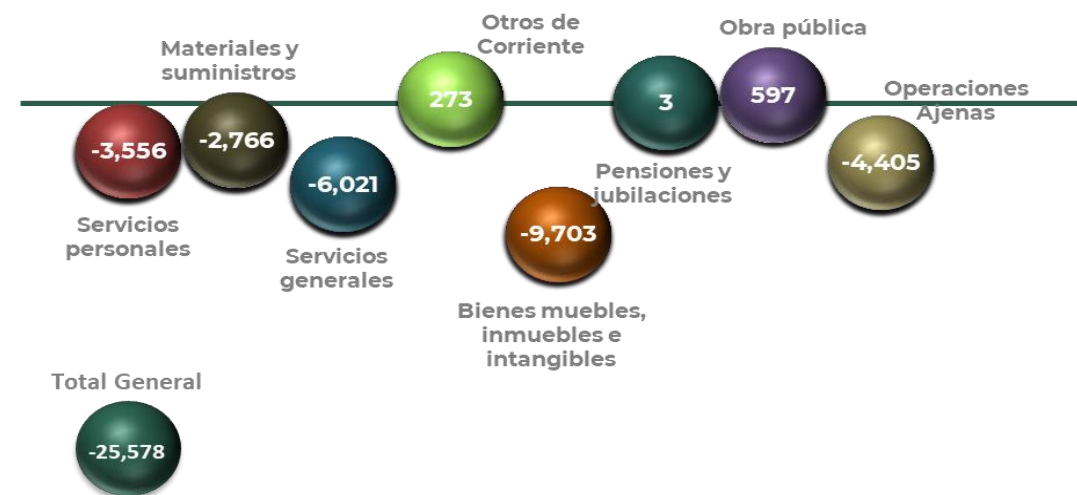 Materiales y
suministros
-2,766
-3,556
Servicios
personales
-6,021
Servicios
generales
Otros de
Corriente
273
-9,703
Bienes muebles,
inmuebles e
intangibles
3
Pensiones y
jubilaciones
Obra pública
597
Operaciones
Ajenas
-4,405
Total General
-25,578